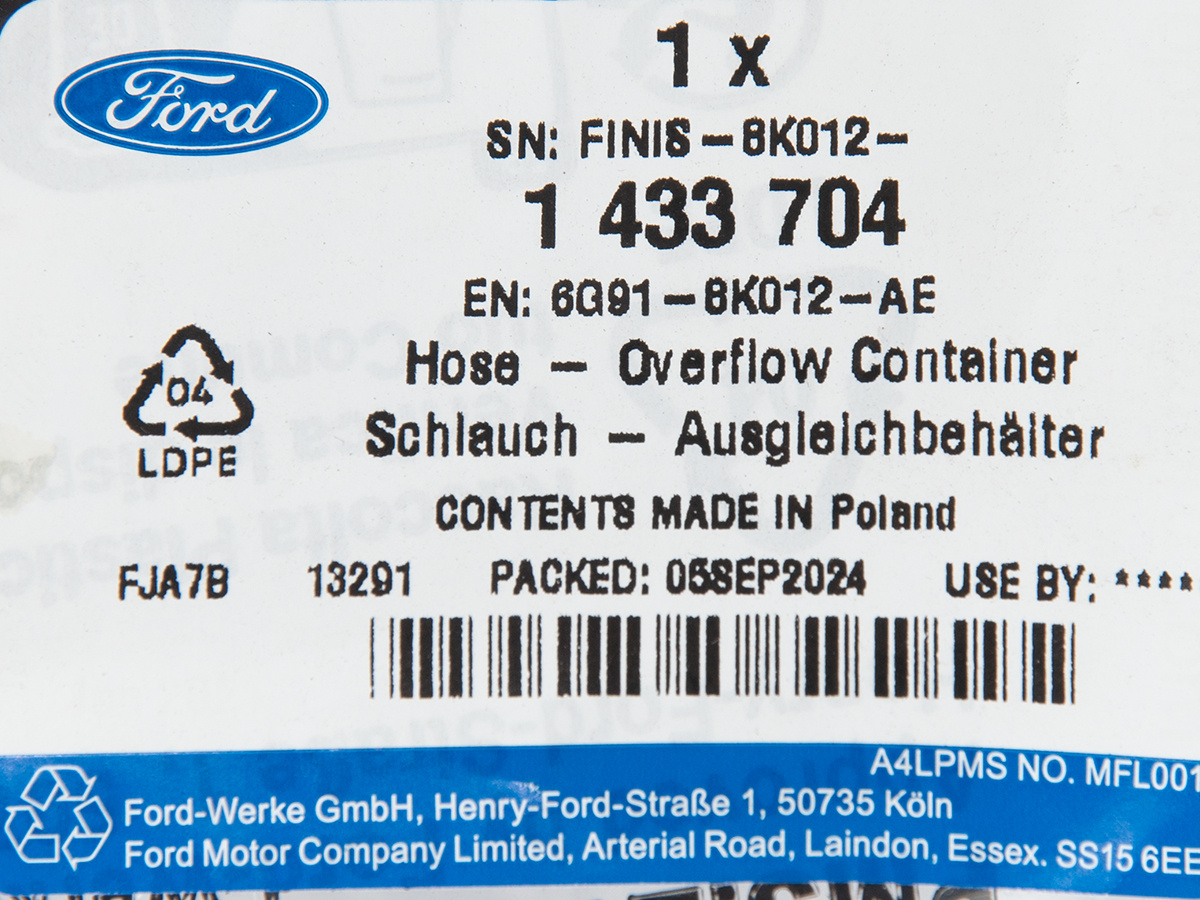 Ford
1 x
SN: FINIS-8K012-
1 433 704
EN: 6G91-8K012-AE
Hose - Overflow Container
Schlauch - Ausgleichbehälter
04
LDPE
CONTENTS MADE IN Poland
FJA7B 13291 PACKED: 05SEP2024 USE BY: ****
A4LPMS NO. MFL001
Ford-Werke GmbH, Henry-Ford-Straße 1, 50735 Köln
Ford Motor Company Limited, Arterial Road, Laindon, Essex. SS15 6EE